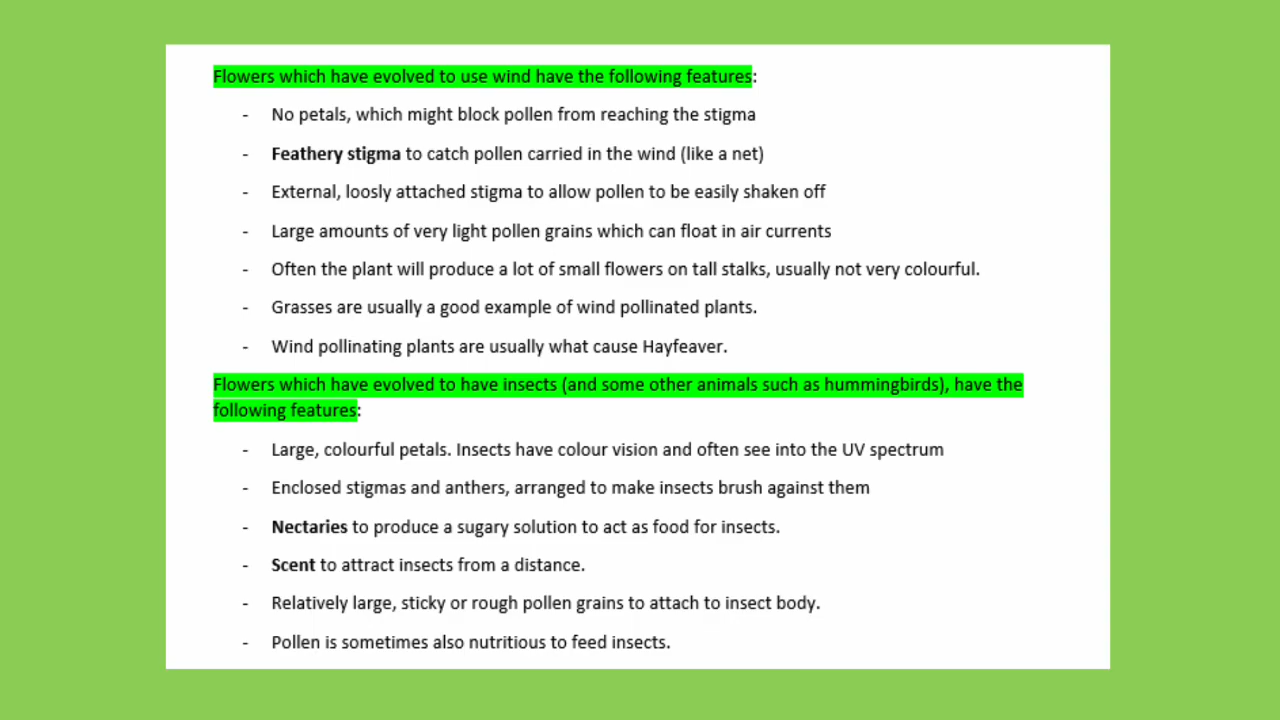 Flowers which have evolved to use wind have the following features:
- No petals, which might block pollen from reaching the stigma
- Feathery stigma to catch pollen carried in the wind (like a net)
- External, loosly attached stigma to allow pollen to be easily shaken off
- Large amounts of very light pollen grains which can float in air currents
- Often the plant will produce a lot of small flowers on tall stalks, usually not very colourful.
- Grasses are usually a good example of wind pollinated plants.
- Wind pollinating plants are usually what cause Hayfeaver.
Flowers which have evolved to have insects (and some other animals such as hummingbirds), have the
following features:
- Large, colourful petals. Insects have colour vision and often see into the UV spectrum
- Enclosed stigmas and anthers, arranged to make insects brush against them
- Nectaries to produce a sugary solution to act as food for insects.
- Scent to attract insects from a distance.
- Relatively large, sticky or rough pollen grains to attach to insect body.
- Pollen is sometimes also nutritious to feed insects.